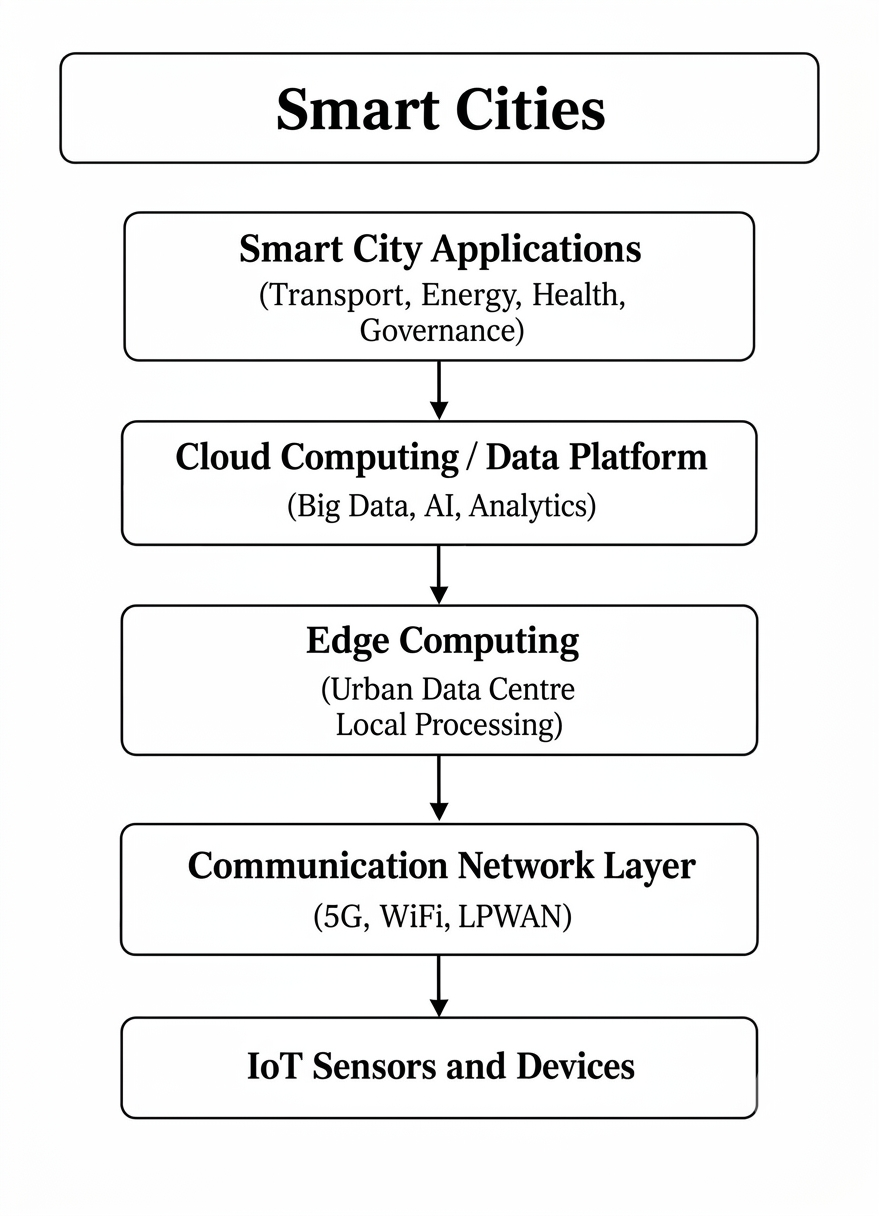 Smart Cities
Smart City Applications
(Transport, Energy, Health,
Governance)
Cloud Computing / Data Platform
(Big Data, AI, Analytics)
Edge Computing
(Urban Data Centre
Local Processing)
Communication Network Layer
(5G, WiFi, LPWAN)
IoT Sensors and Devices